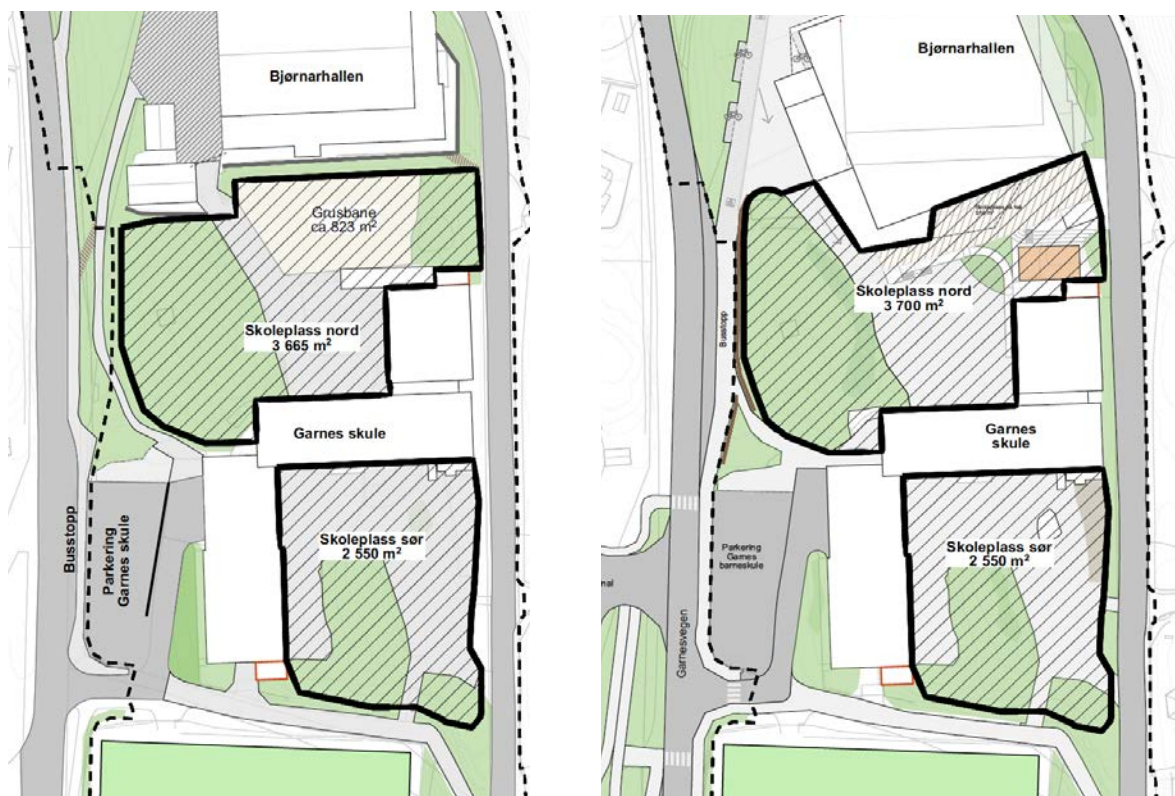 Bjørnarhallen
Grusbane
ca 823 m²
Skoleplass nord
3 665 m²
Garnes skule
Busstopp
Parkering
Garnes skule
Skoleplass sør
2 550 m²
Bjørnarhallen
Skoleplass nord
3 700 m²
Busstopp
Garnes
skule
Parkering
Garnes
barneskule
Skoleplass sør
2 550 m²
Garnesvegen